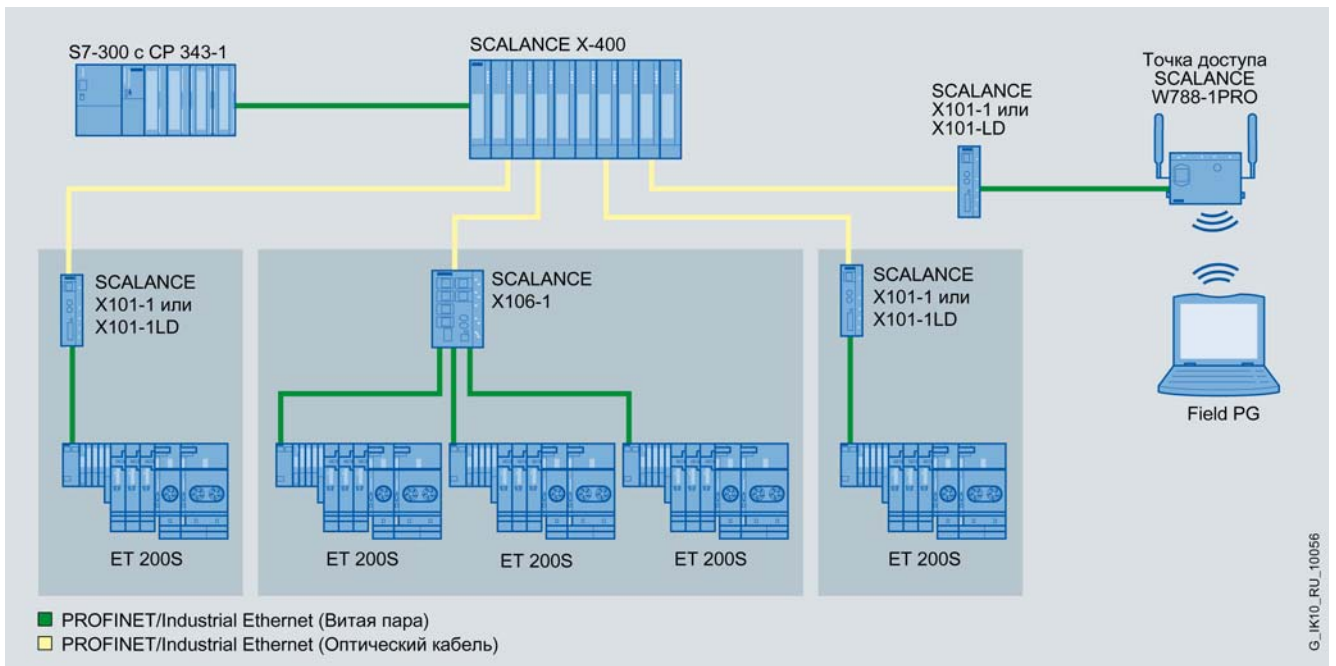 S7-300 с CP 343-1
SCALANCE X-400
SCALANCE
X101-1 или
X101-LD
Точка доступа
SCALANCE
W788-1PRO
SCALANCE
X101-1 или
X101-1LD
SCALANCE
X106-1
SCALANCE
X101-1 или
X101-1LD
Field PG
ET 200S
ET 200S
ET 200S
ET 200S
ET 200S
PROFINET/Industrial Ethernet (Витая пара)
PROFINET/Industrial Ethernet (Оптический кабель)
G_IK10_RU_10056